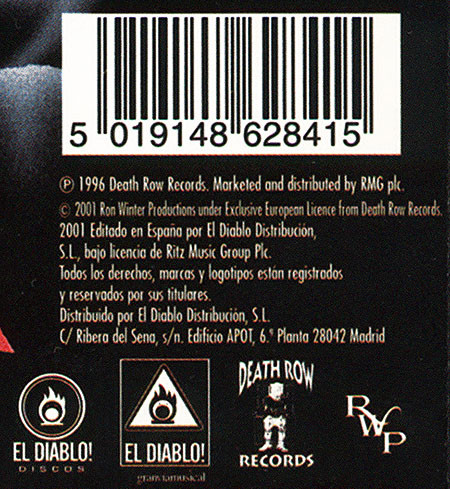 5 019148 628415
℗ 1996 Death Row Records. Marketed and distributed by RMG plc.
© 2001 Ron Winter Productions under Exclusive European Licence from Death Row Records.
2001 Editado en España por El Diablo Distribución,
S.L., bajo licencia de Ritz Music Group Plc.
Todos los derechos, marcas y logotipos están registrados
y reservados por sus titulares.
Distribuido por El Diablo Distribución, S.L.
C/ Ribera del Sena, s/n. Edificio APOT, 6.º Planta 28042 Madrid
EL DIABLO!
DISCOS
EL DIABLO!
granviamusical
DEATH ROW
RECORDS
RWP